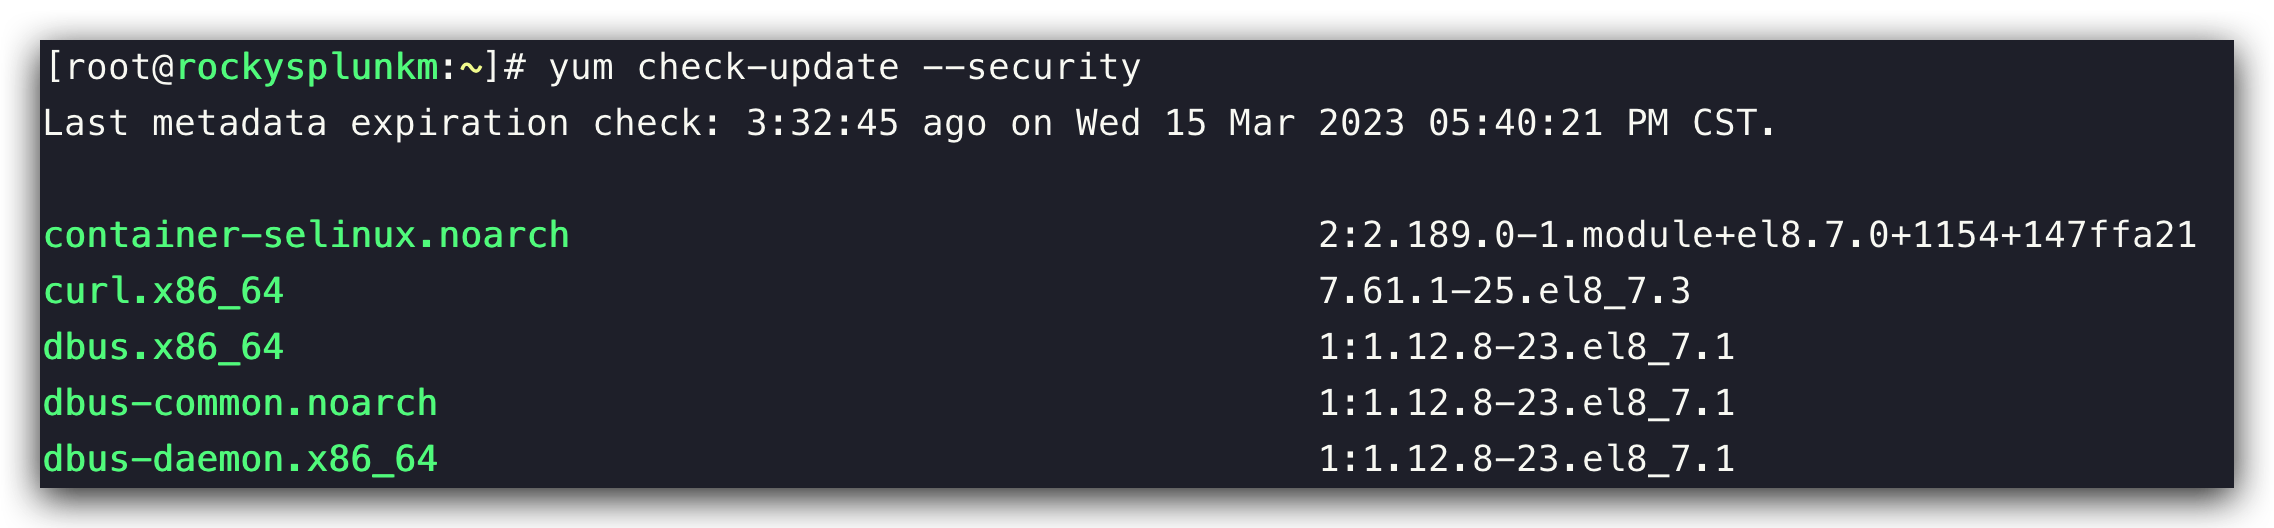 [root@rockysplunkm:~]# yum check-update --security
Last metadata expiration check: 3:32:45 ago on Wed 15 Mar 2023 05:40:21 PM CST.
container-selinux.noarch 2:2.189.0-1.module+el8.7.0+1154+147ffa21
curl.x86_64 7.61.1-25.el8_7.3
dbus.x86_64 1:1.12.8-23.el8_7.1
dbus-common.noarch 1:1.12.8-23.el8_7.1
dbus-daemon.x86_64 1:1.12.8-23.el8_7.1